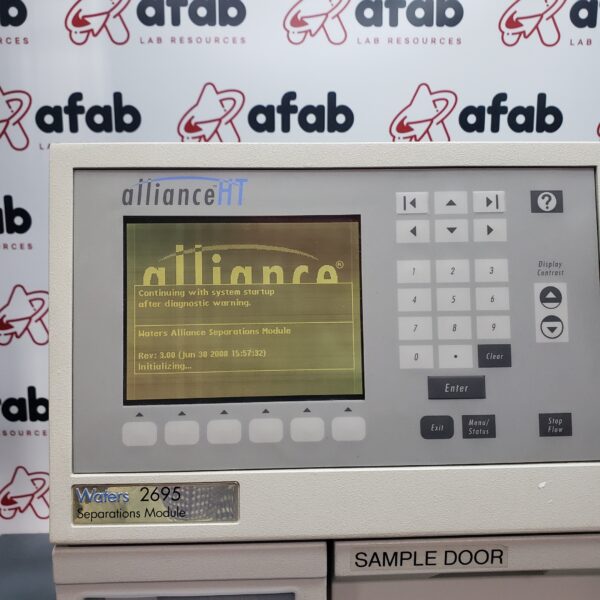 afab
LAB RESOURCES
afab
LAB RESOURCES
afab
LAB RESOURCES
afab
afab
afab
RESOURCES
allianceHT
alliance®
Continuing with system startup
after diagnostic warning.
Waters Alliance Separations Module
Rev: 3.00 (Jun 30 2008 15:57:32)
Initializing...
?
Display
Contrast
1 2 3
4 5 6
7 8 9
0 • Clear
Enter
Exit Menu/
Status Stop
Flow
Waters 2695
Separations Module
SAMPLE DOOR